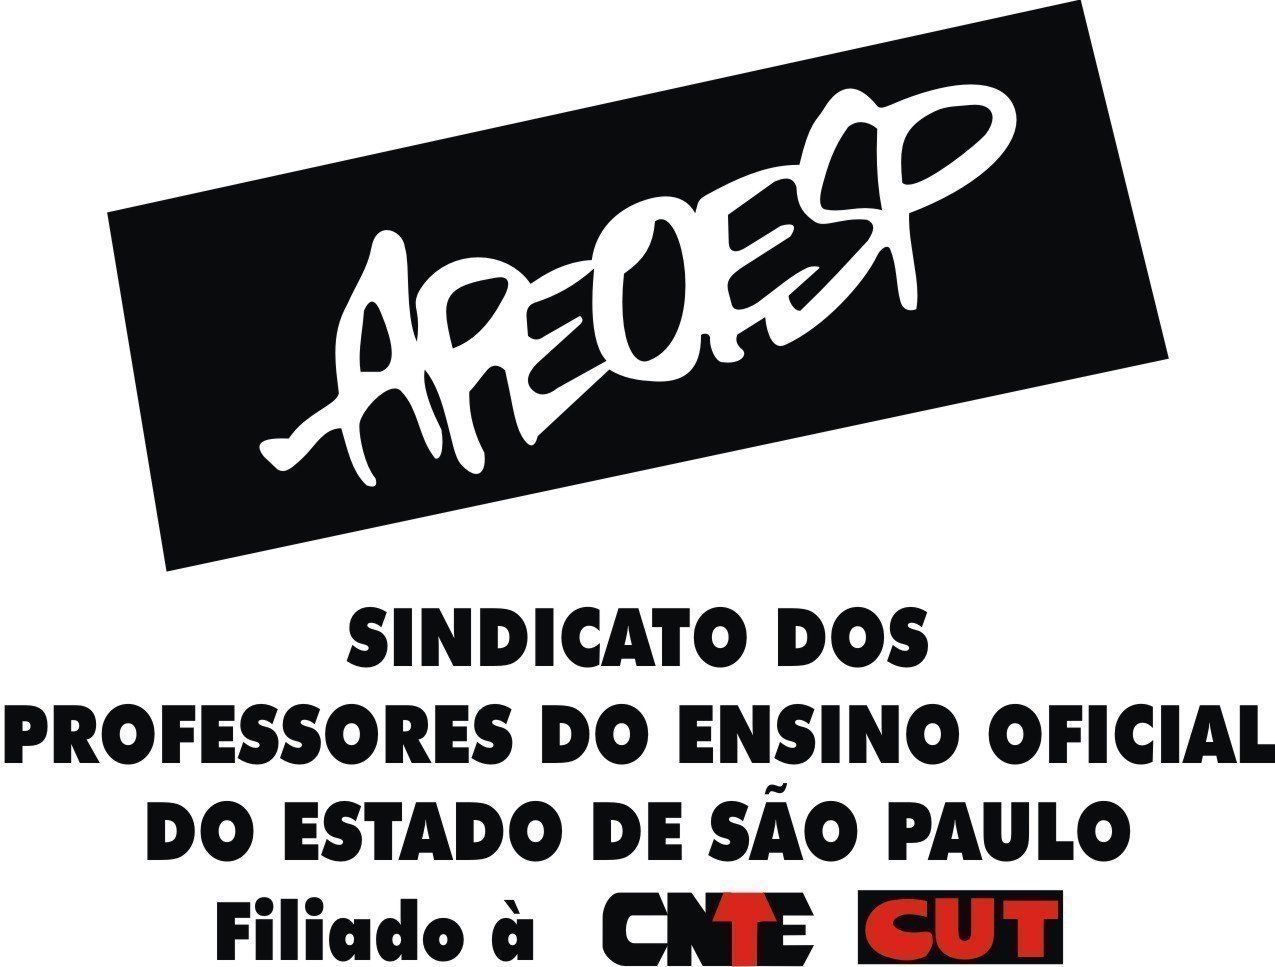 APEOESP
SINDICATO DOS
PROFESSORES DO ENSINO OFICIAL
DO ESTADO DE SÃO PAULO
Filiado à CNTE CUT